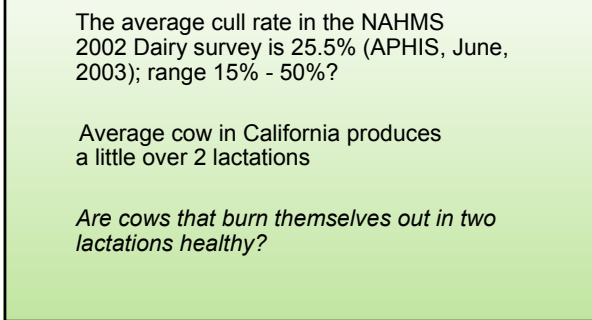 The average cull rate in the NAHMS
2002 Dairy survey is 25.5% (APHIS, June,
2003); range 15% - 50%?
Average cow in California produces
a little over 2 lactations
Are cows that burn themselves out in two
lactations healthy?